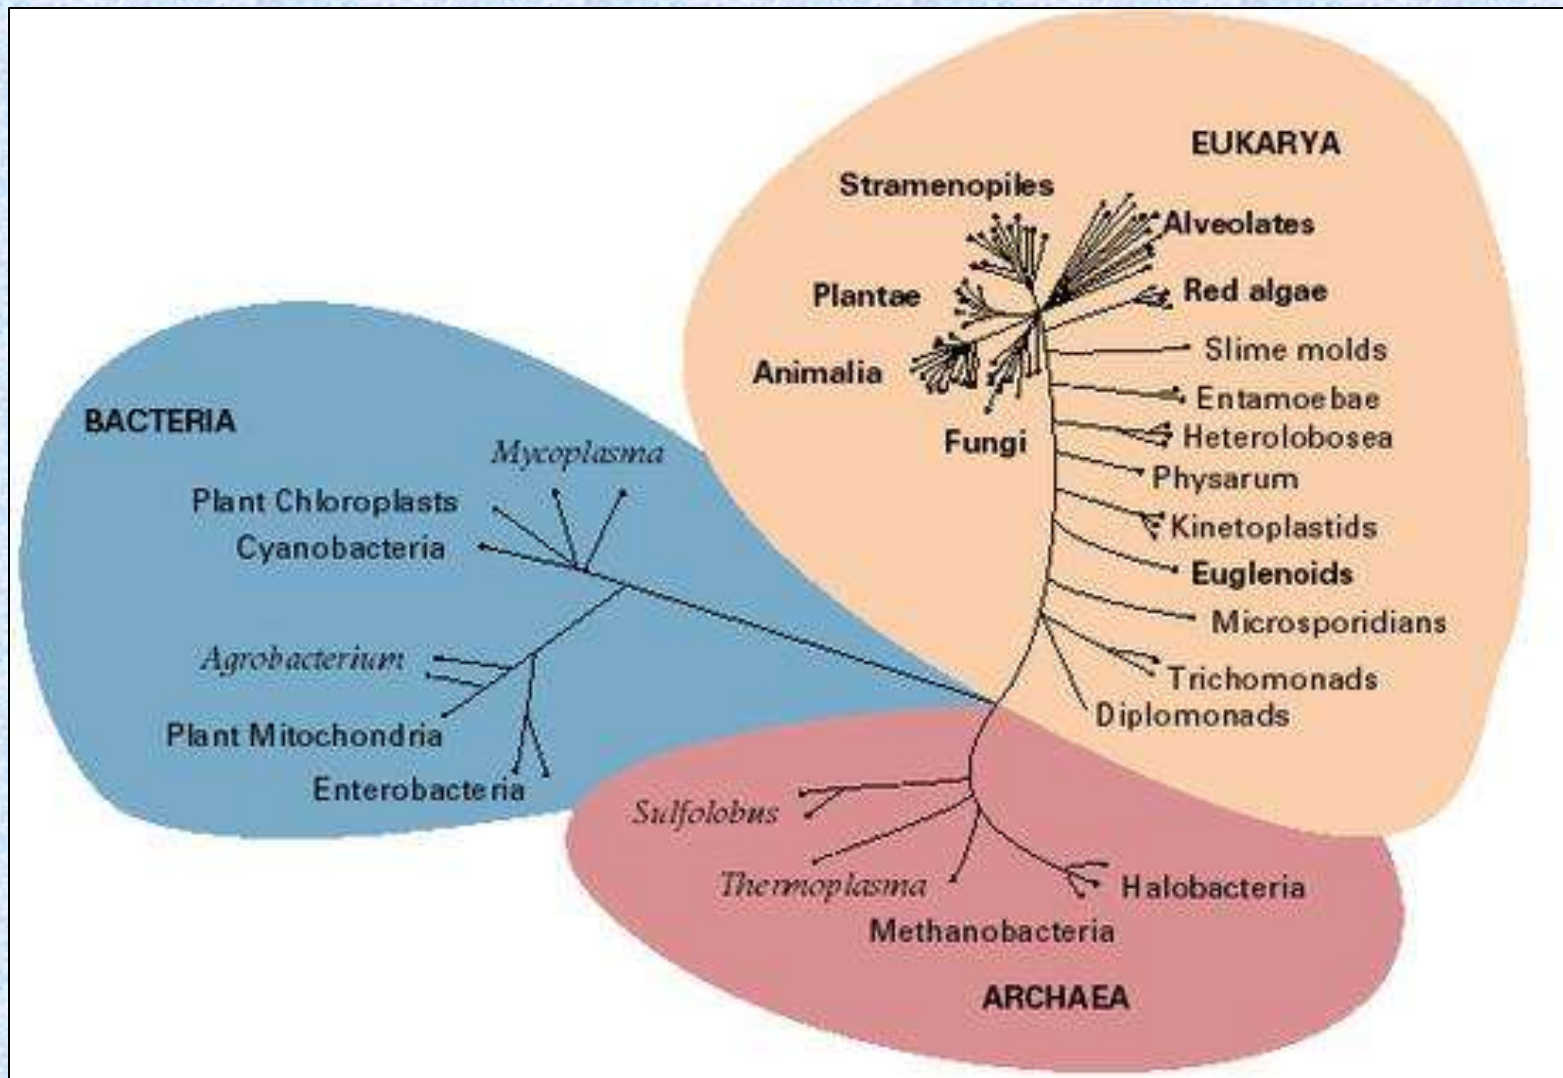 EUKARYA
Stramenopiles
Alveolates
Plantae
Red algae
Slime molds
Animalia
Entamoebae
Heterolobosea
Fungi
Physarum
Kinetoplastids
Euglenoids
Microsporidians
Trichomonads
Diplomonads
BACTERIA
Mycoplasma
Plant Chloroplasts
Cyanobacteria
Agrobacterium
Plant Mitochondria
Enterobacteria
Sulfolobus
Thermoplasma
Halobacteria
Methanobacteria
ARCHAEA